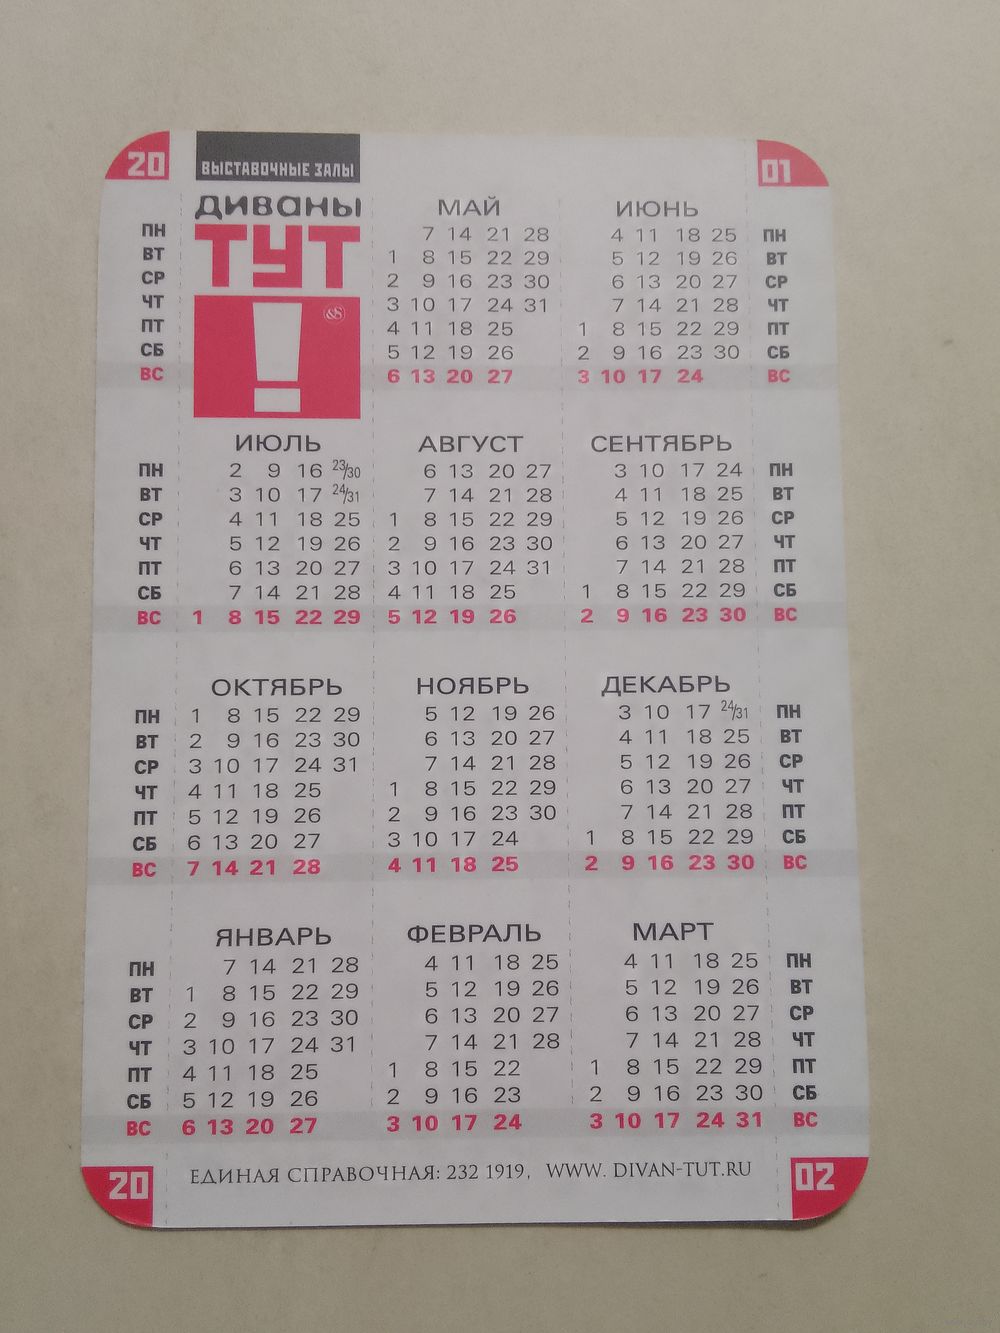 20 ВЫСТАВОЧНЫЕ ЗАЛЫ 01
ДИВАНЫ
ТУТ
!
&S
МАЙ ИЮНЬ
ПН 7 14 21 28 4 11 18 25 ПН
ВТ 1 8 15 22 29 5 12 19 26 ВТ
СР 2 9 16 23 30 6 13 20 27 СР
ЧТ 3 10 17 24 31 7 14 21 28 ЧТ
ПТ 4 11 18 25 1 8 15 22 29 ПТ
СБ 5 12 19 26 2 9 16 23 30 СБ
ВС 6 13 20 27 3 10 17 24 ВС
ИЮЛЬ АВГУСТ СЕНТЯБРЬ
ПН 2 9 16 23/30 6 13 20 27 3 10 17 24 ПН
ВТ 3 10 17 24/31 7 14 21 28 4 11 18 25 ВТ
СР 4 11 18 25 1 8 15 22 29 5 12 19 26 СР
ЧТ 5 12 19 26 2 9 16 23 30 6 13 20 27 ЧТ
ПТ 6 13 20 27 3 10 17 24 31 7 14 21 28 ПТ
СБ 7 14 21 28 4 11 18 25 1 8 15 22 29 СБ
ВС 1 8 15 22 29 5 12 19 26 2 9 16 23 30 ВС
ОКТЯБРЬ НОЯБРЬ ДЕКАБРЬ
ПН 1 8 15 22 29 5 12 19 26 3 10 17 24/31 ПН
ВТ 2 9 16 23 30 6 13 20 27 4 11 18 25 ВТ
СР 3 10 17 24 31 7 14 21 28 5 12 19 26 СР
ЧТ 4 11 18 25 1 8 15 22 29 6 13 20 27 ЧТ
ПТ 5 12 19 26 2 9 16 23 30 7 14 21 28 ПТ
СБ 6 13 20 27 3 10 17 24 1 8 15 22 29 СБ
ВС 7 14 21 28 4 11 18 25 2 9 16 23 30 ВС
ЯНВАРЬ ФЕВРАЛЬ МАРТ
ПН 7 14 21 28 4 11 18 25 4 11 18 25 ПН
ВТ 1 8 15 22 29 5 12 19 26 5 12 19 26 ВТ
СР 2 9 16 23 30 6 13 20 27 6 13 20 27 СР
ЧТ 3 10 17 24 31 7 14 21 28 7 14 21 28 ЧТ
ПТ 4 11 18 25 1 8 15 22 1 8 15 22 29 ПТ
СБ 5 12 19 26 2 9 16 23 2 9 16 23 30 СБ
ВС 6 13 20 27 3 10 17 24 3 10 17 24 31 ВС
20 ЕДИНАЯ СПРАВОЧНАЯ: 232 1919, WWW. DIVAN-TUT.RU 02